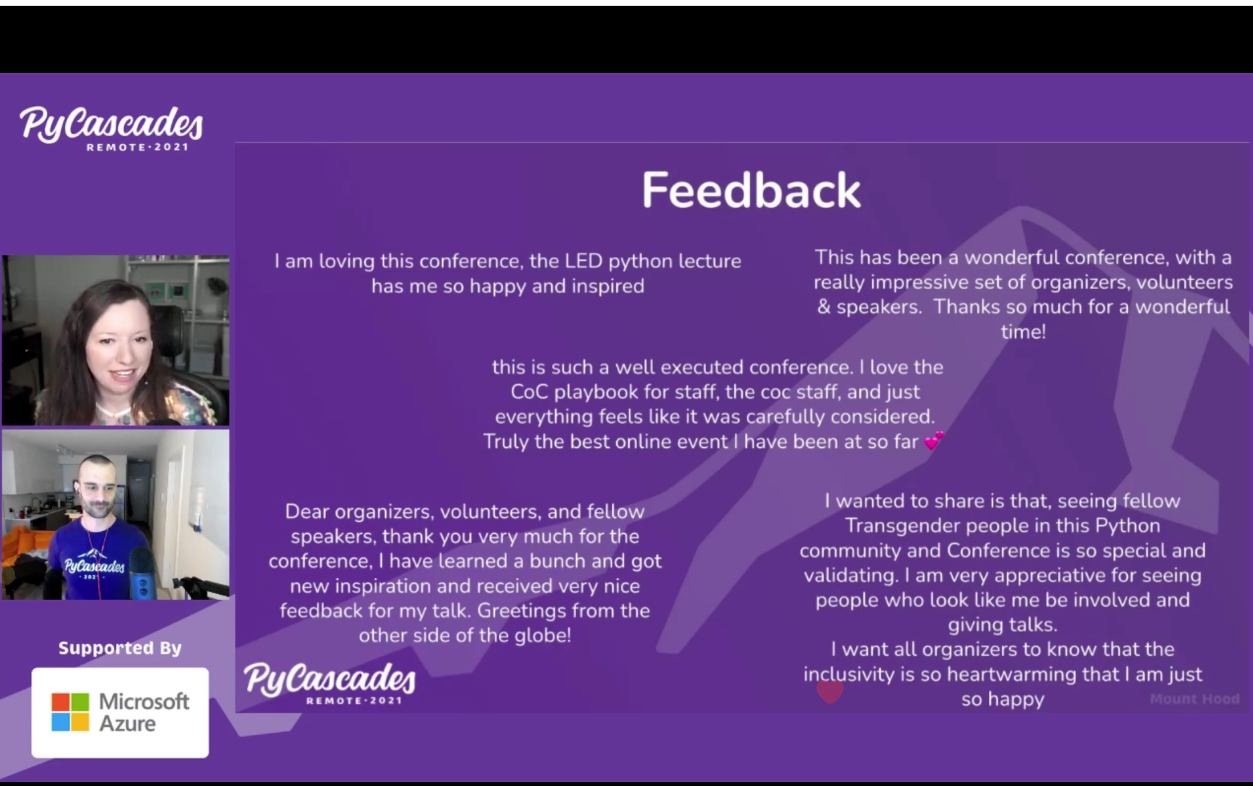 PyCascades
REMOTE·2021
Feedback
I am loving this conference, the LED python lecture
has me so happy and inspired
This has been a wonderful conference, with a
really impressive set of organizers, volunteers
& speakers.  Thanks so much for a wonderful
time!
this is such a well executed conference. I love the
CoC playbook for staff, the coc staff, and just
everything feels like it was carefully considered.
Truly the best online event I have been at so far 💕
Dear organizers, volunteers, and fellow
speakers, thank you very much for the
conference, I have learned a bunch and got
new inspiration and received very nice
feedback for my talk. Greetings from the
other side of the globe!
I wanted to share is that, seeing fellow
Transgender people in this Python
community and Conference is so special and
validating. I am very appreciative for seeing
people who look like me be involved and
giving talks.
I want all organizers to know that the
inclusivity is so heartwarming that I am just
so happy
PyCascades
REMOTE·2021
Mount Hood
PyCascades
· 2021 ·
Supported By
Microsoft
Azure